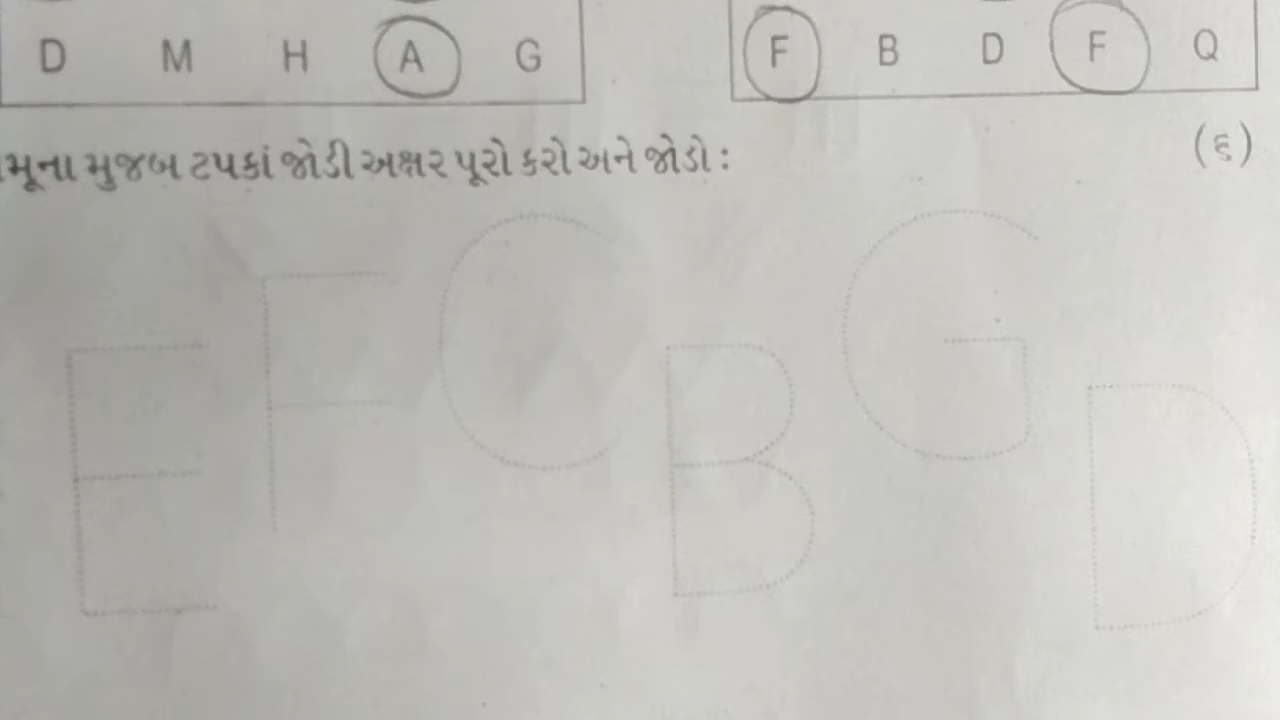 D M H A G F B D F Q
મૂના મુજબ ટપકાં જોડી અક્ષર પૂરો કરો અને જોડો : (૬)
E F C B G D